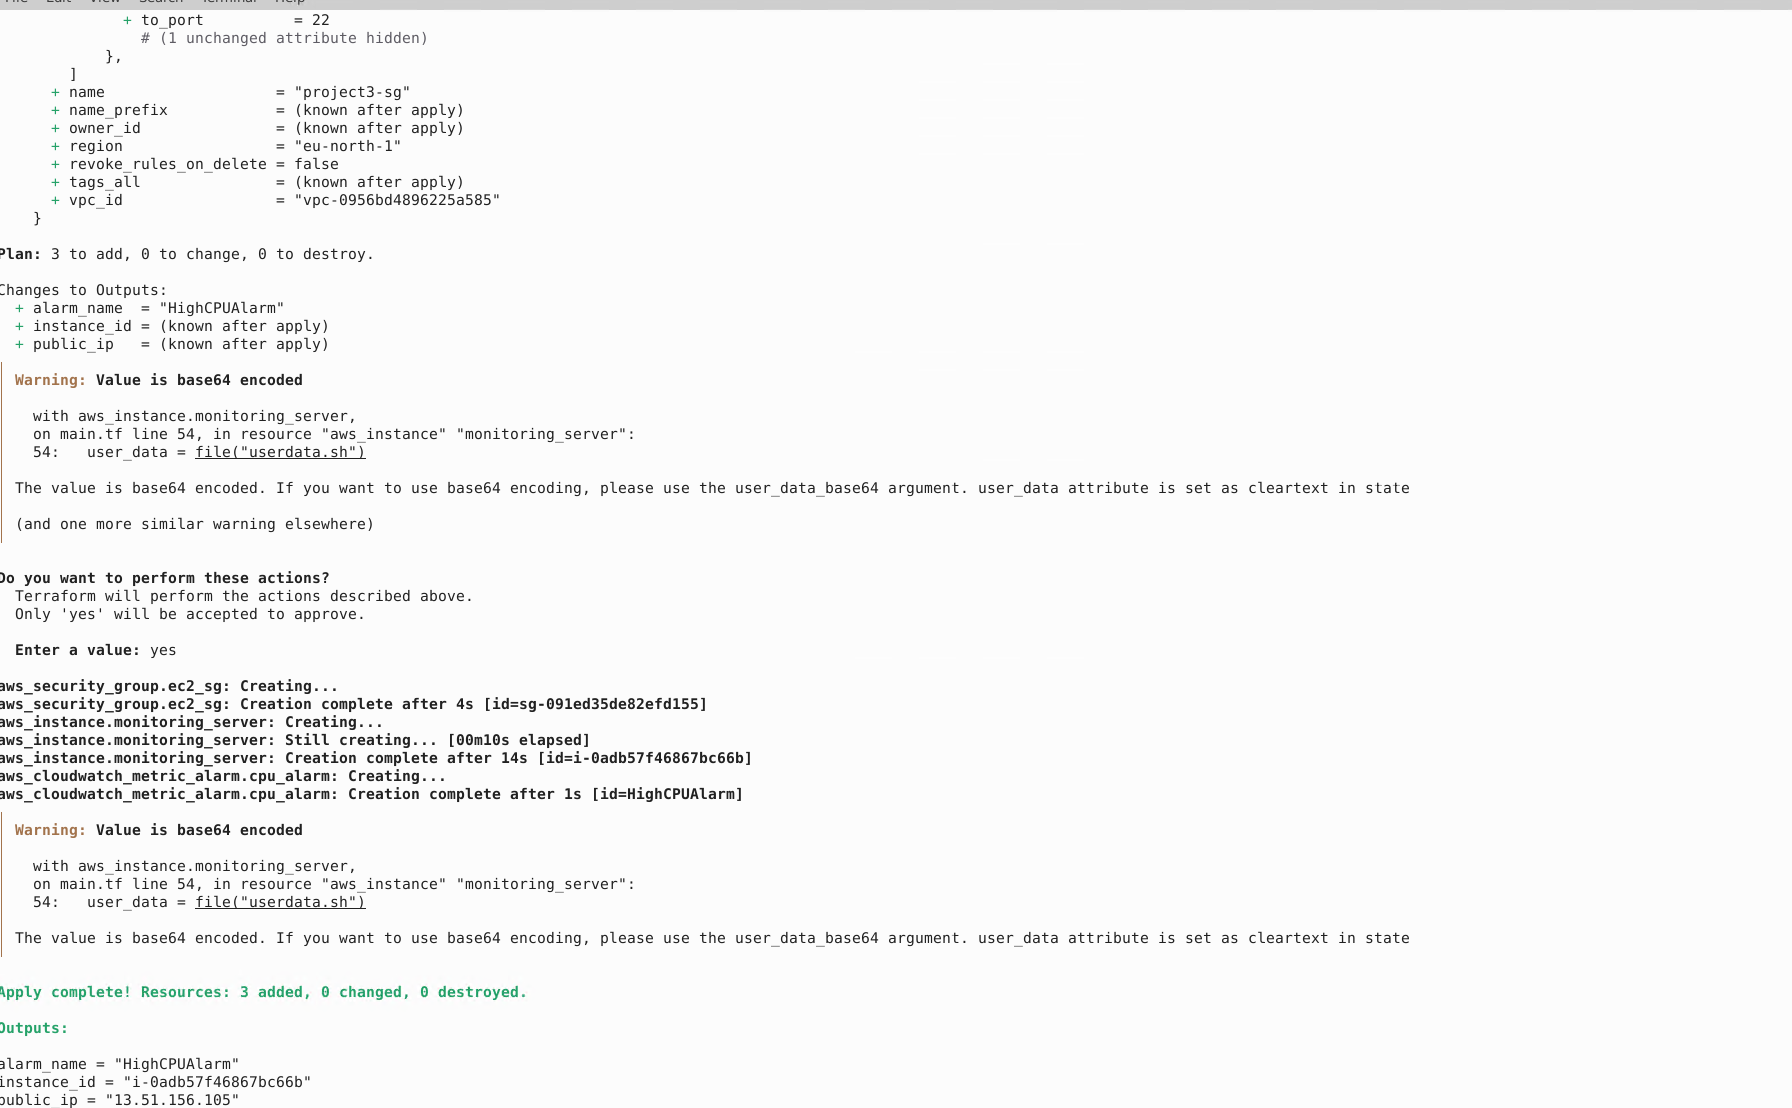 File Edit View Search Terminal Help
              + to_port          = 22
                # (1 unchanged attribute hidden)
            },
        ]
      + name                   = "project3-sg"
      + name_prefix            = (known after apply)
      + owner_id               = (known after apply)
      + region                 = "eu-north-1"
      + revoke_rules_on_delete = false
      + tags_all               = (known after apply)
      + vpc_id                 = "vpc-0956bd4896225a585"
    }

Plan: 3 to add, 0 to change, 0 to destroy.

Changes to Outputs:
  + alarm_name  = "HighCPUAlarm"
  + instance_id = (known after apply)
  + public_ip   = (known after apply)

  Warning: Value is base64 encoded

    with aws_instance.monitoring_server,
    on main.tf line 54, in resource "aws_instance" "monitoring_server":
    54:   user_data = file("userdata.sh")

  The value is base64 encoded. If you want to use base64 encoding, please use the user_data_base64 argument. user_data attribute is set as cleartext in state

  (and one more similar warning elsewhere)

Do you want to perform these actions?
  Terraform will perform the actions described above.
  Only 'yes' will be accepted to approve.

  Enter a value: yes

aws_security_group.ec2_sg: Creating...
aws_security_group.ec2_sg: Creation complete after 4s [id=sg-091ed35de82efd155]
aws_instance.monitoring_server: Creating...
aws_instance.monitoring_server: Still creating... [00m10s elapsed]
aws_instance.monitoring_server: Creation complete after 14s [id=i-0adb57f46867bc66b]
aws_cloudwatch_metric_alarm.cpu_alarm: Creating...
aws_cloudwatch_metric_alarm.cpu_alarm: Creation complete after 1s [id=HighCPUAlarm]

  Warning: Value is base64 encoded

    with aws_instance.monitoring_server,
    on main.tf line 54, in resource "aws_instance" "monitoring_server":
    54:   user_data = file("userdata.sh")

  The value is base64 encoded. If you want to use base64 encoding, please use the user_data_base64 argument. user_data attribute is set as cleartext in state

Apply complete! Resources: 3 added, 0 changed, 0 destroyed.

Outputs:

alarm_name = "HighCPUAlarm"
instance_id = "i-0adb57f46867bc66b"
public_ip = "13.51.156.105"